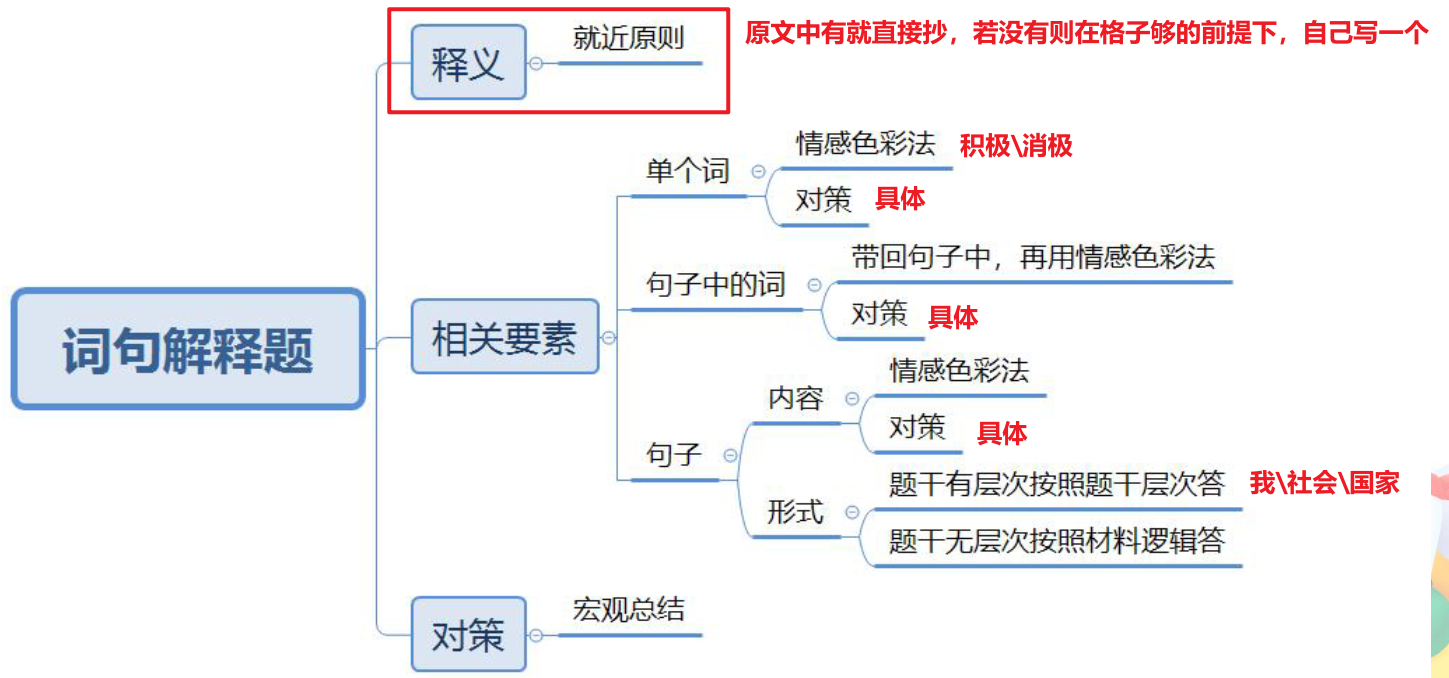 释义
就近原则
原文中有就直接抄，若没有则在格子够的前提下，自己写一个
词句解释题
相关要素
单个词
情感色彩法
积极\消极
对策
具体
句子中的词
带回句子中，再用情感色彩法
对策
具体
句子
内容
情感色彩法
对策
具体
形式
题干有层次按照题干层次答
我\社会\国家
题干无层次按照材料逻辑答
对策
宏观总结